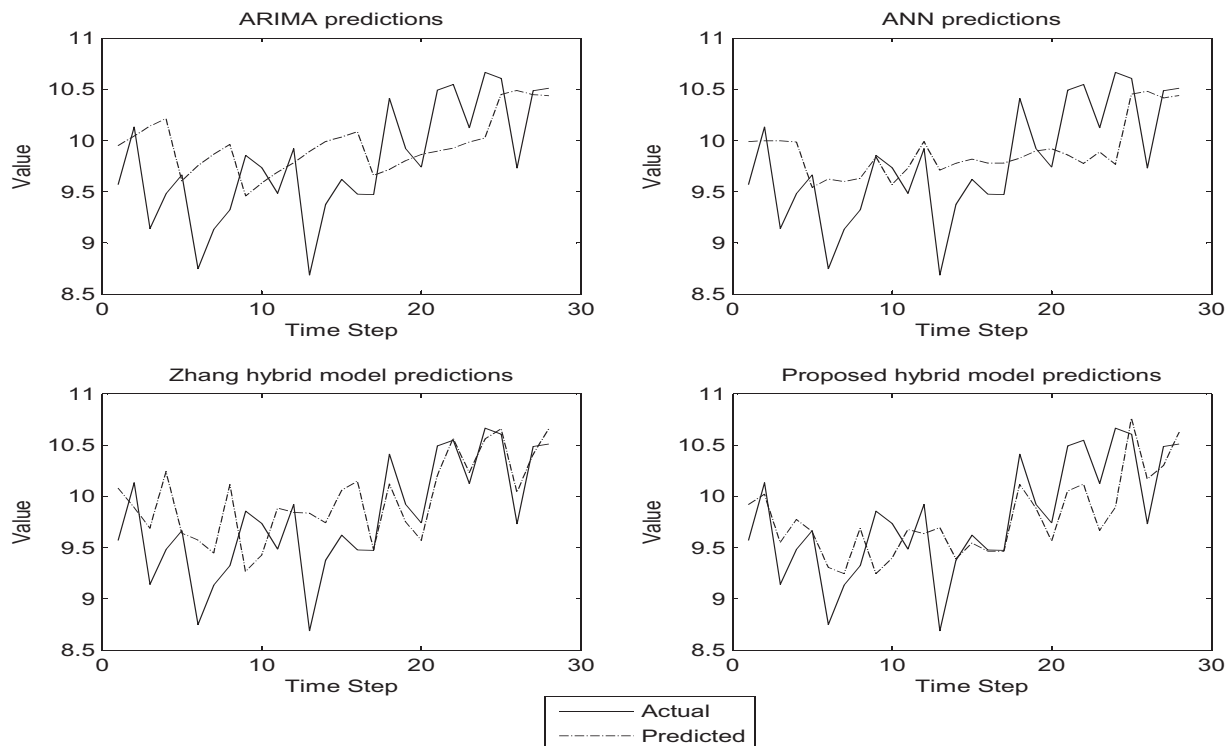 ARIMA predictions
11
10.5
10
9.5
9
8.5
0 10 20 30
Value
Time Step
ANN predictions
11
10.5
10
9.5
9
8.5
0 10 20 30
Value
Time Step
Zhang hybrid model predictions
11
10.5
10
9.5
9
8.5
0 10 20 30
Value
Time Step
Proposed hybrid model predictions
11
10.5
10
9.5
9
8.5
0 10 20 30
Value
Time Step
Actual
Predicted